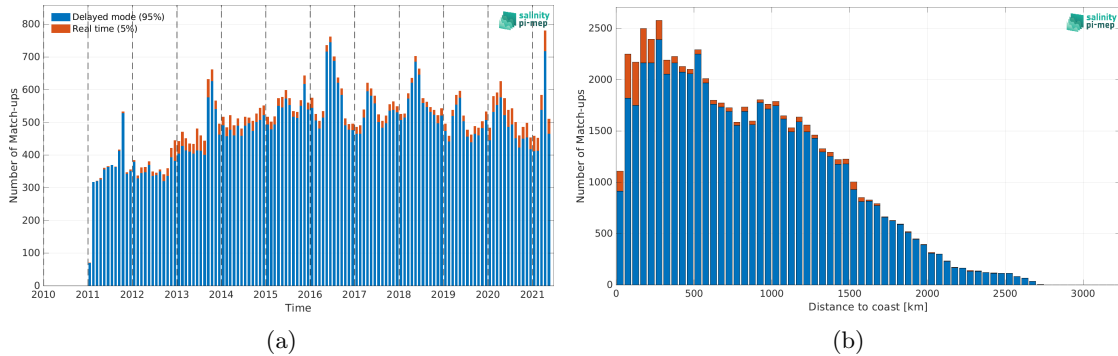 Delayed mode (95%)
Real time (5%)
salinity
pi-mep
800
700
600
500
400
300
200
100
0
Number of Match-ups
2010 2011 2012 2013 2014 2015 2016 2017 2018 2019 2020 2021
Time
(a)
salinity
pi-mep
2500
2000
1500
1000
500
0
Number of Match-ups
0 500 1000 1500 2000 2500 3000
Distance to coast [km]
(b)